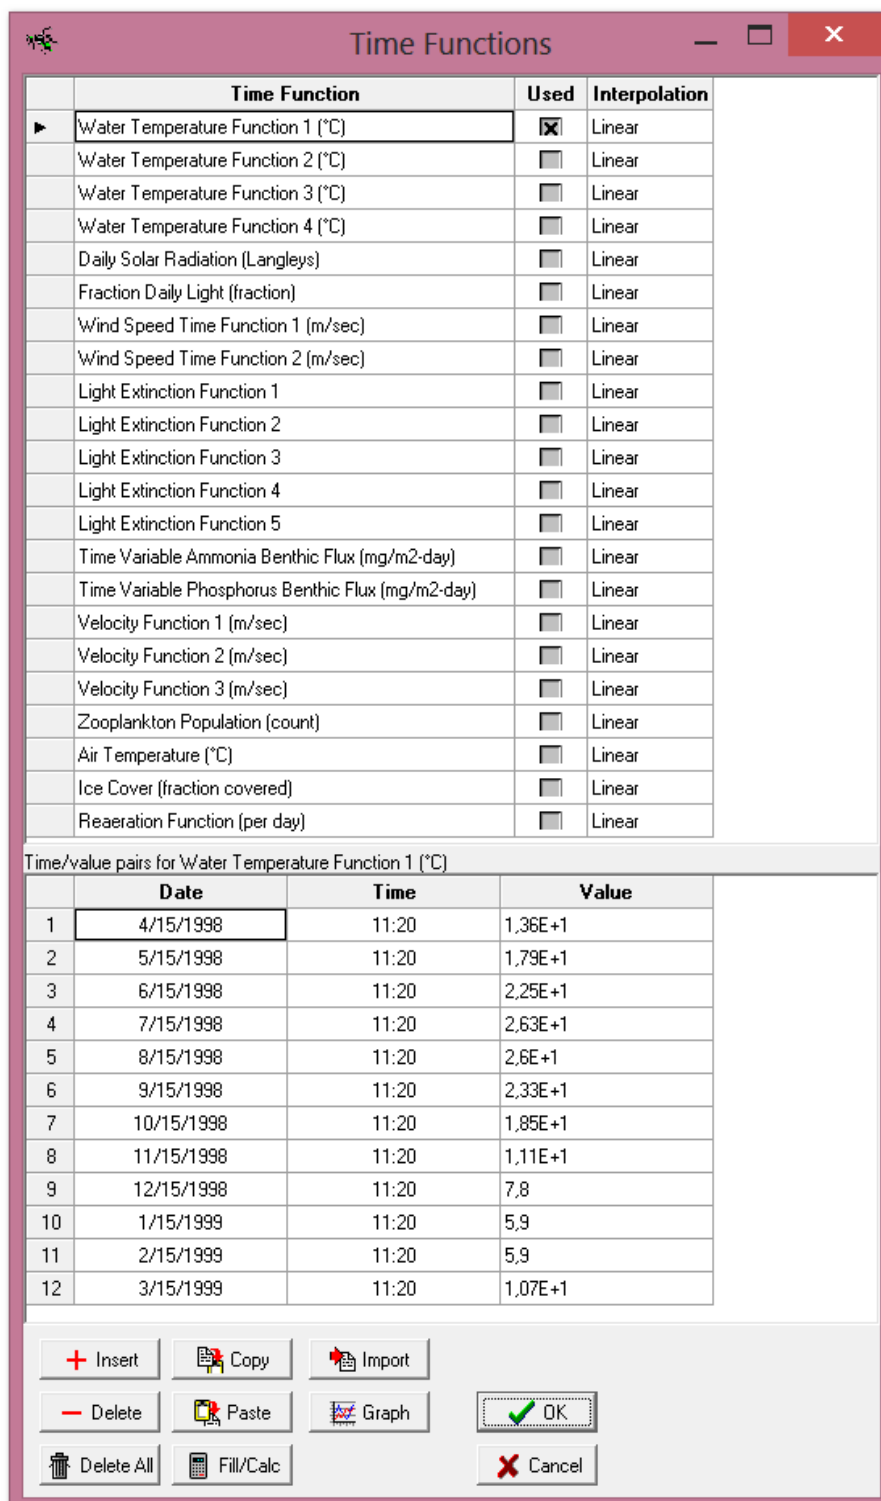 Time Functions
Time Function Used Interpolation
Water Temperature Function 1 (°C) Linear
Water Temperature Function 2 (°C) Linear
Water Temperature Function 3 (°C) Linear
Water Temperature Function 4 (°C) Linear
Daily Solar Radiation (Langleys) Linear
Fraction Daily Light (fraction) Linear
Wind Speed Time Function 1 (m/sec) Linear
Wind Speed Time Function 2 (m/sec) Linear
Light Extinction Function 1 Linear
Light Extinction Function 2 Linear
Light Extinction Function 3 Linear
Light Extinction Function 4 Linear
Light Extinction Function 5 Linear
Time Variable Ammonia Benthic Flux (mg/m2-day) Linear
Time Variable Phosphorus Benthic Flux (mg/m2-day) Linear
Velocity Function 1 (m/sec) Linear
Velocity Function 2 (m/sec) Linear
Velocity Function 3 (m/sec) Linear
Zooplankton Population (count) Linear
Air Temperature (°C) Linear
Ice Cover (fraction covered) Linear
Reaeration Function (per day) Linear
Time/value pairs for Water Temperature Function 1 (°C)
Date Time Value
1 4/15/1998 11:20 1,36E+1
2 5/15/1998 11:20 1,79E+1
3 6/15/1998 11:20 2,25E+1
4 7/15/1998 11:20 2,63E+1
5 8/15/1998 11:20 2,6E+1
6 9/15/1998 11:20 2,33E+1
7 10/15/1998 11:20 1,85E+1
8 11/15/1998 11:20 1,11E+1
9 12/15/1998 11:20 7,8
10 1/15/1999 11:20 5,9
11 2/15/1999 11:20 5,9
12 3/15/1999 11:20 1,07E+1
Insert Copy Import
Delete Paste Graph OK
Delete All Fill/Calc Cancel